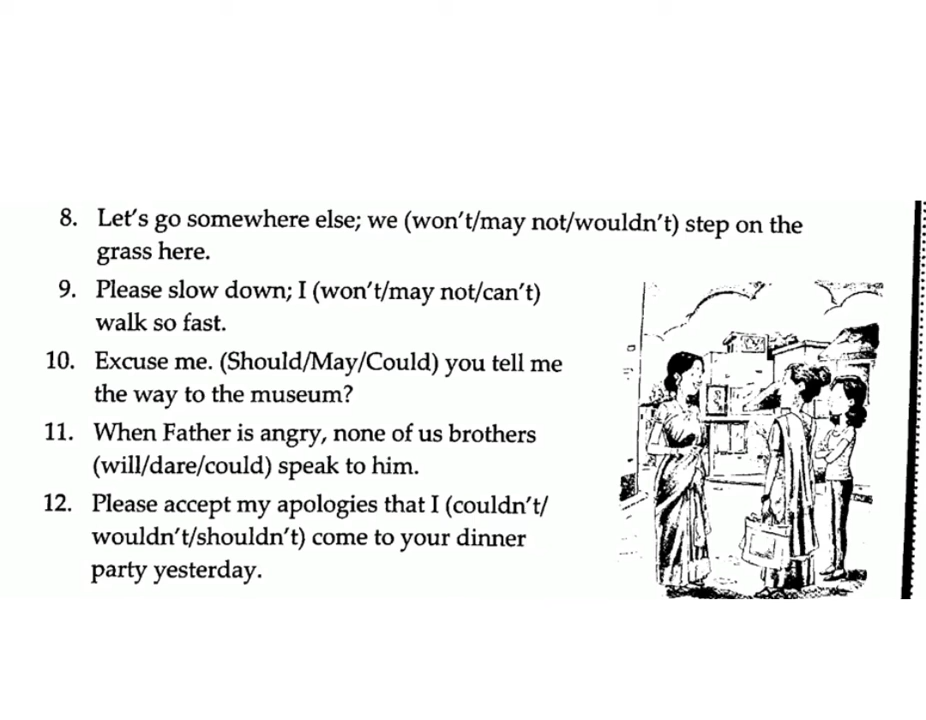 8. Let's go somewhere else; we (won't/may not/wouldn't) step on the
grass here.
9. Please slow down; I (won't/may not/can't)
walk so fast.
10. Excuse me. (Should/May/Could) you tell me
the way to the museum?
11. When Father is angry, none of us brothers
(will/dare/could) speak to him.
12. Please accept my apologies that I (couldn't/
wouldn't/shouldn't) come to your dinner
party yesterday.